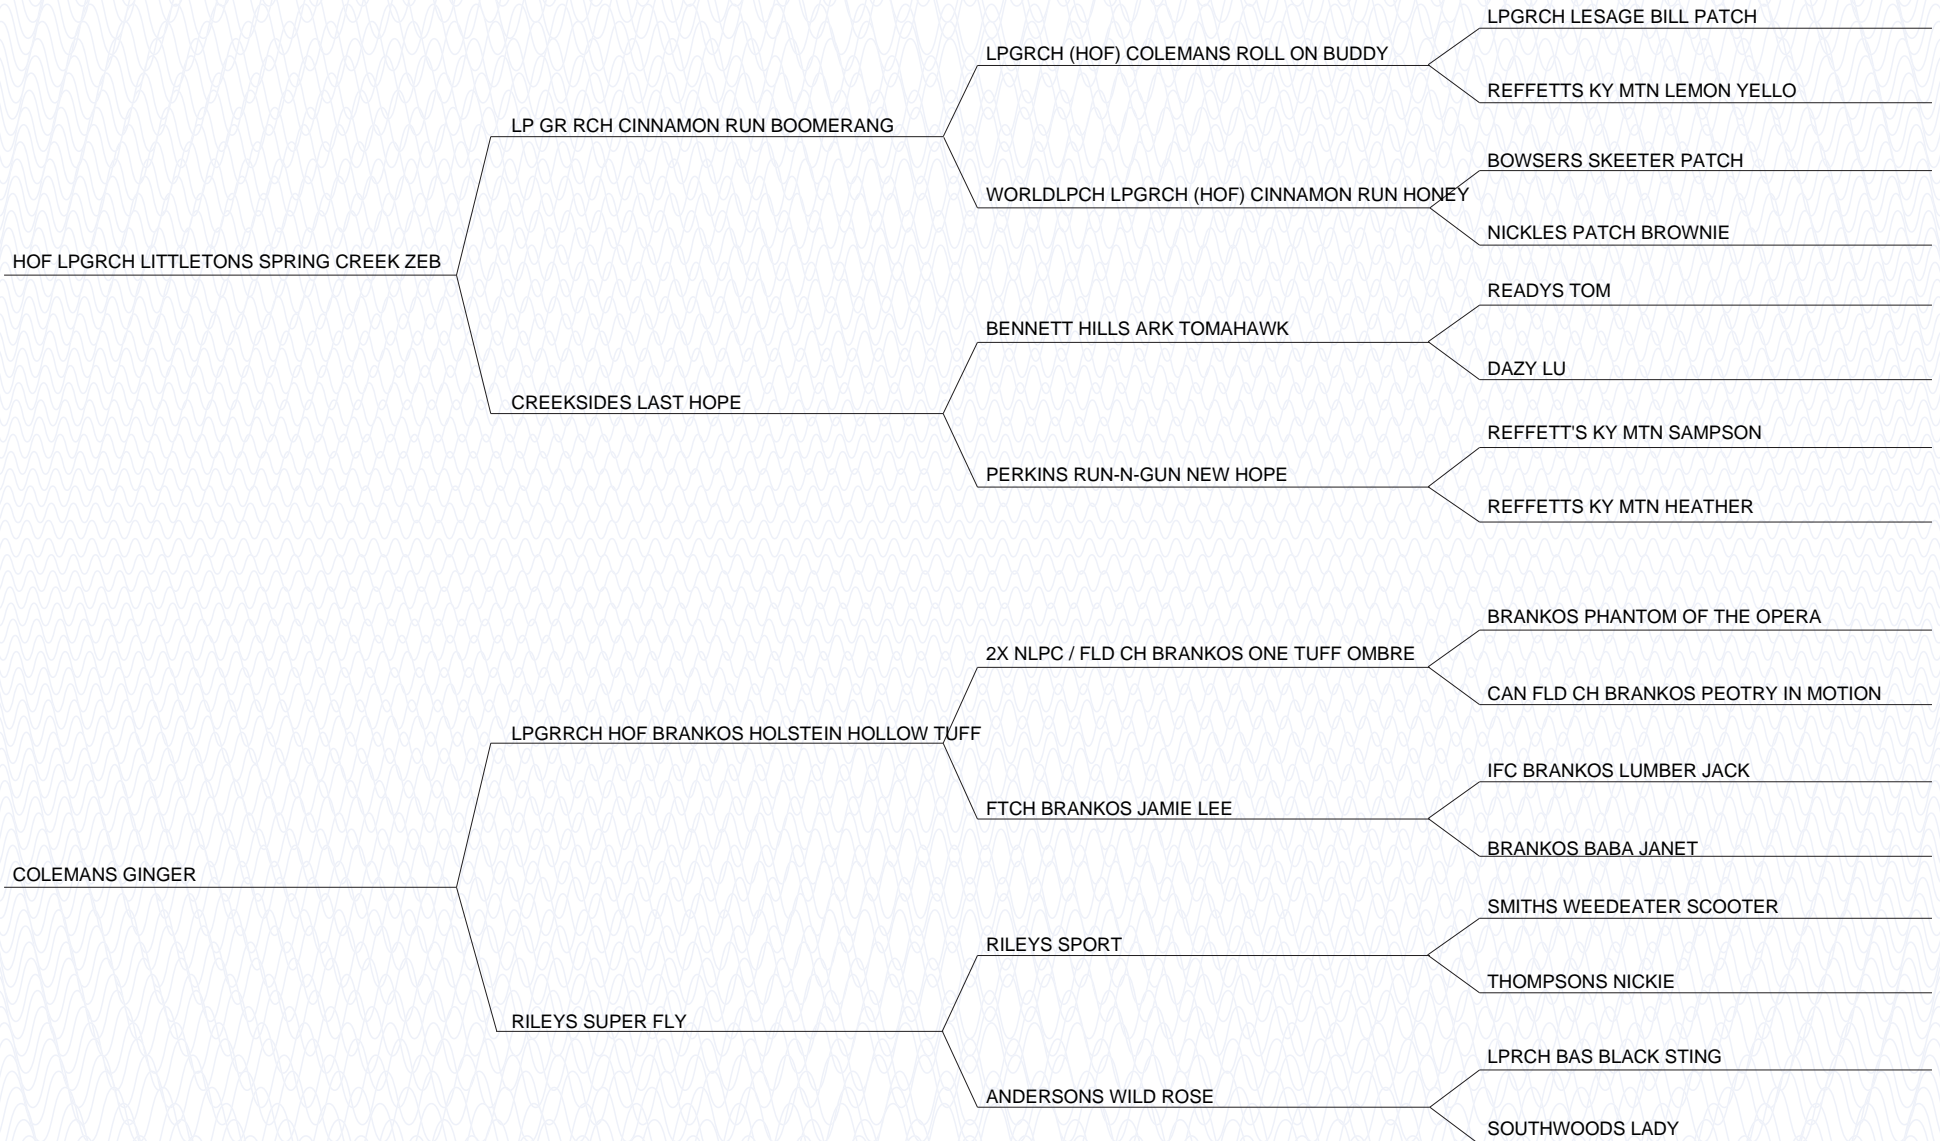 LPGRCH LESAGE BILL PATCH
LPGRCH (HOF) COLEMANS ROLL ON BUDDY
REFFETTS KY MTN LEMON YELLO
LP GR RCH CINNAMON RUN BOOMERANG
BOWSERS SKEETER PATCH
WORLDLPCH LPGRCH (HOF) CINNAMON RUN HONEY
NICKLES PATCH BROWNIE
HOF LPGRCH LITTLETONS SPRING CREEK ZEB
READYS TOM
BENNETT HILLS ARK TOMAHAWK
DAZY LU
CREEKSIDES LAST HOPE
REFFETT'S KY MTN SAMPSON
PERKINS RUN-N-GUN NEW HOPE
REFFETTS KY MTN HEATHER
BRANKOS PHANTOM OF THE OPERA
2X NLPC / FLD CH BRANKOS ONE TUFF OMBRE
CAN FLD CH BRANKOS PEOTRY IN MOTION
LPGRRCH HOF BRANKOS HOLSTEIN HOLLOW TUFF
IFC BRANKOS LUMBER JACK
FTCH BRANKOS JAMIE LEE
BRANKOS BABA JANET
COLEMANS GINGER
SMITHS WEEDEATER SCOOTER
RILEYS SPORT
THOMPSONS NICKIE
RILEYS SUPER FLY
LPRCH BAS BLACK STING
ANDERSONS WILD ROSE
SOUTHWOODS LADY